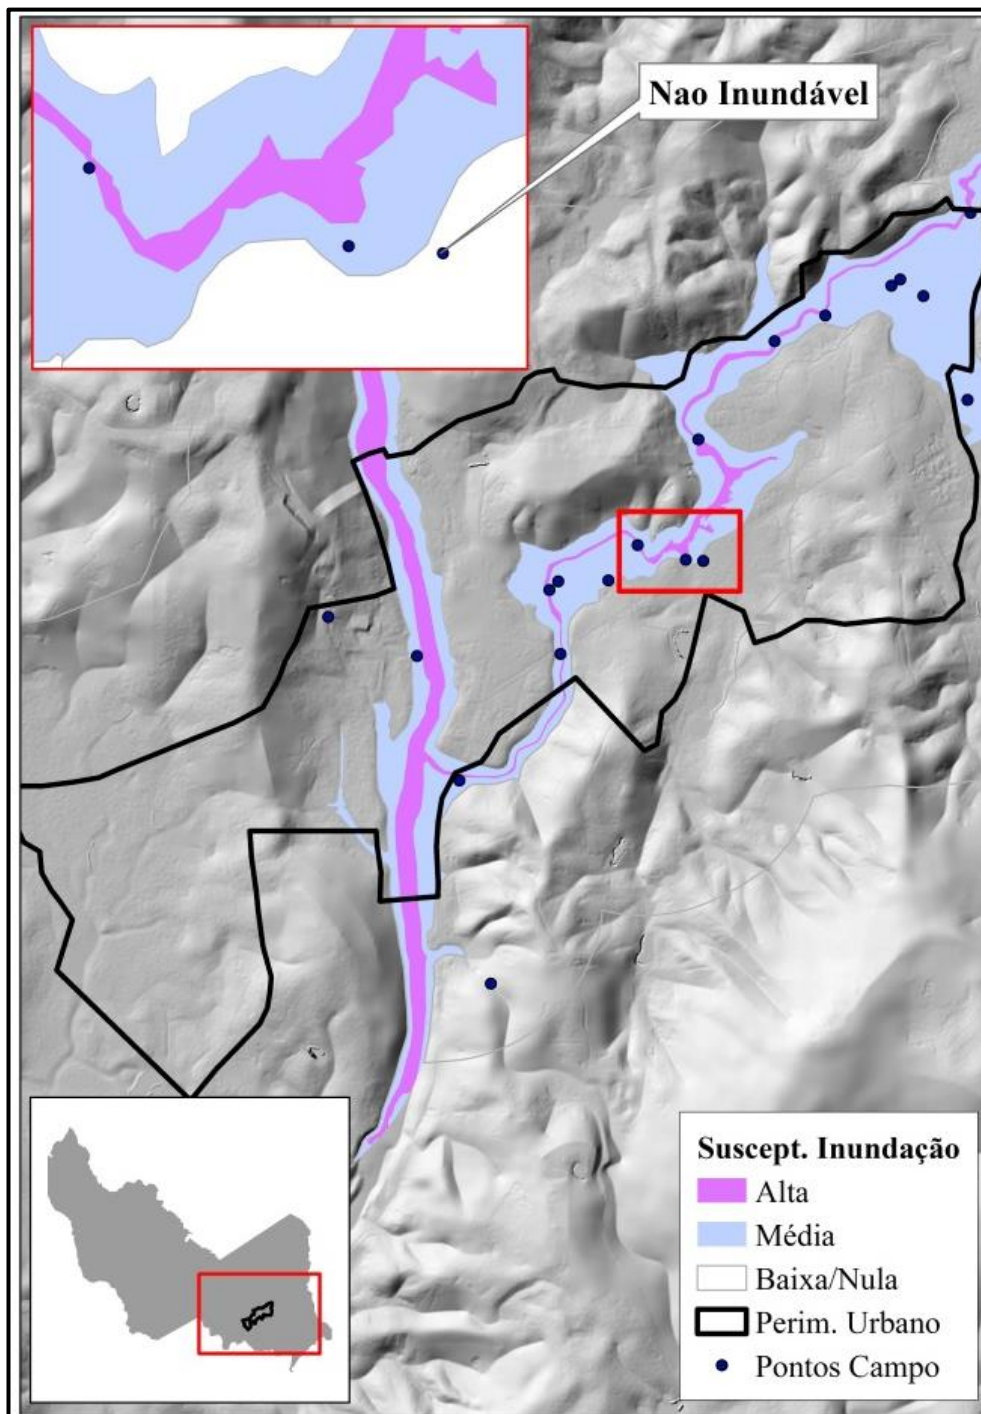 Nao Inundável
Suscept. Inundação
Alta
Média
Baixa/Nula
Perim. Urbano
Pontos Campo